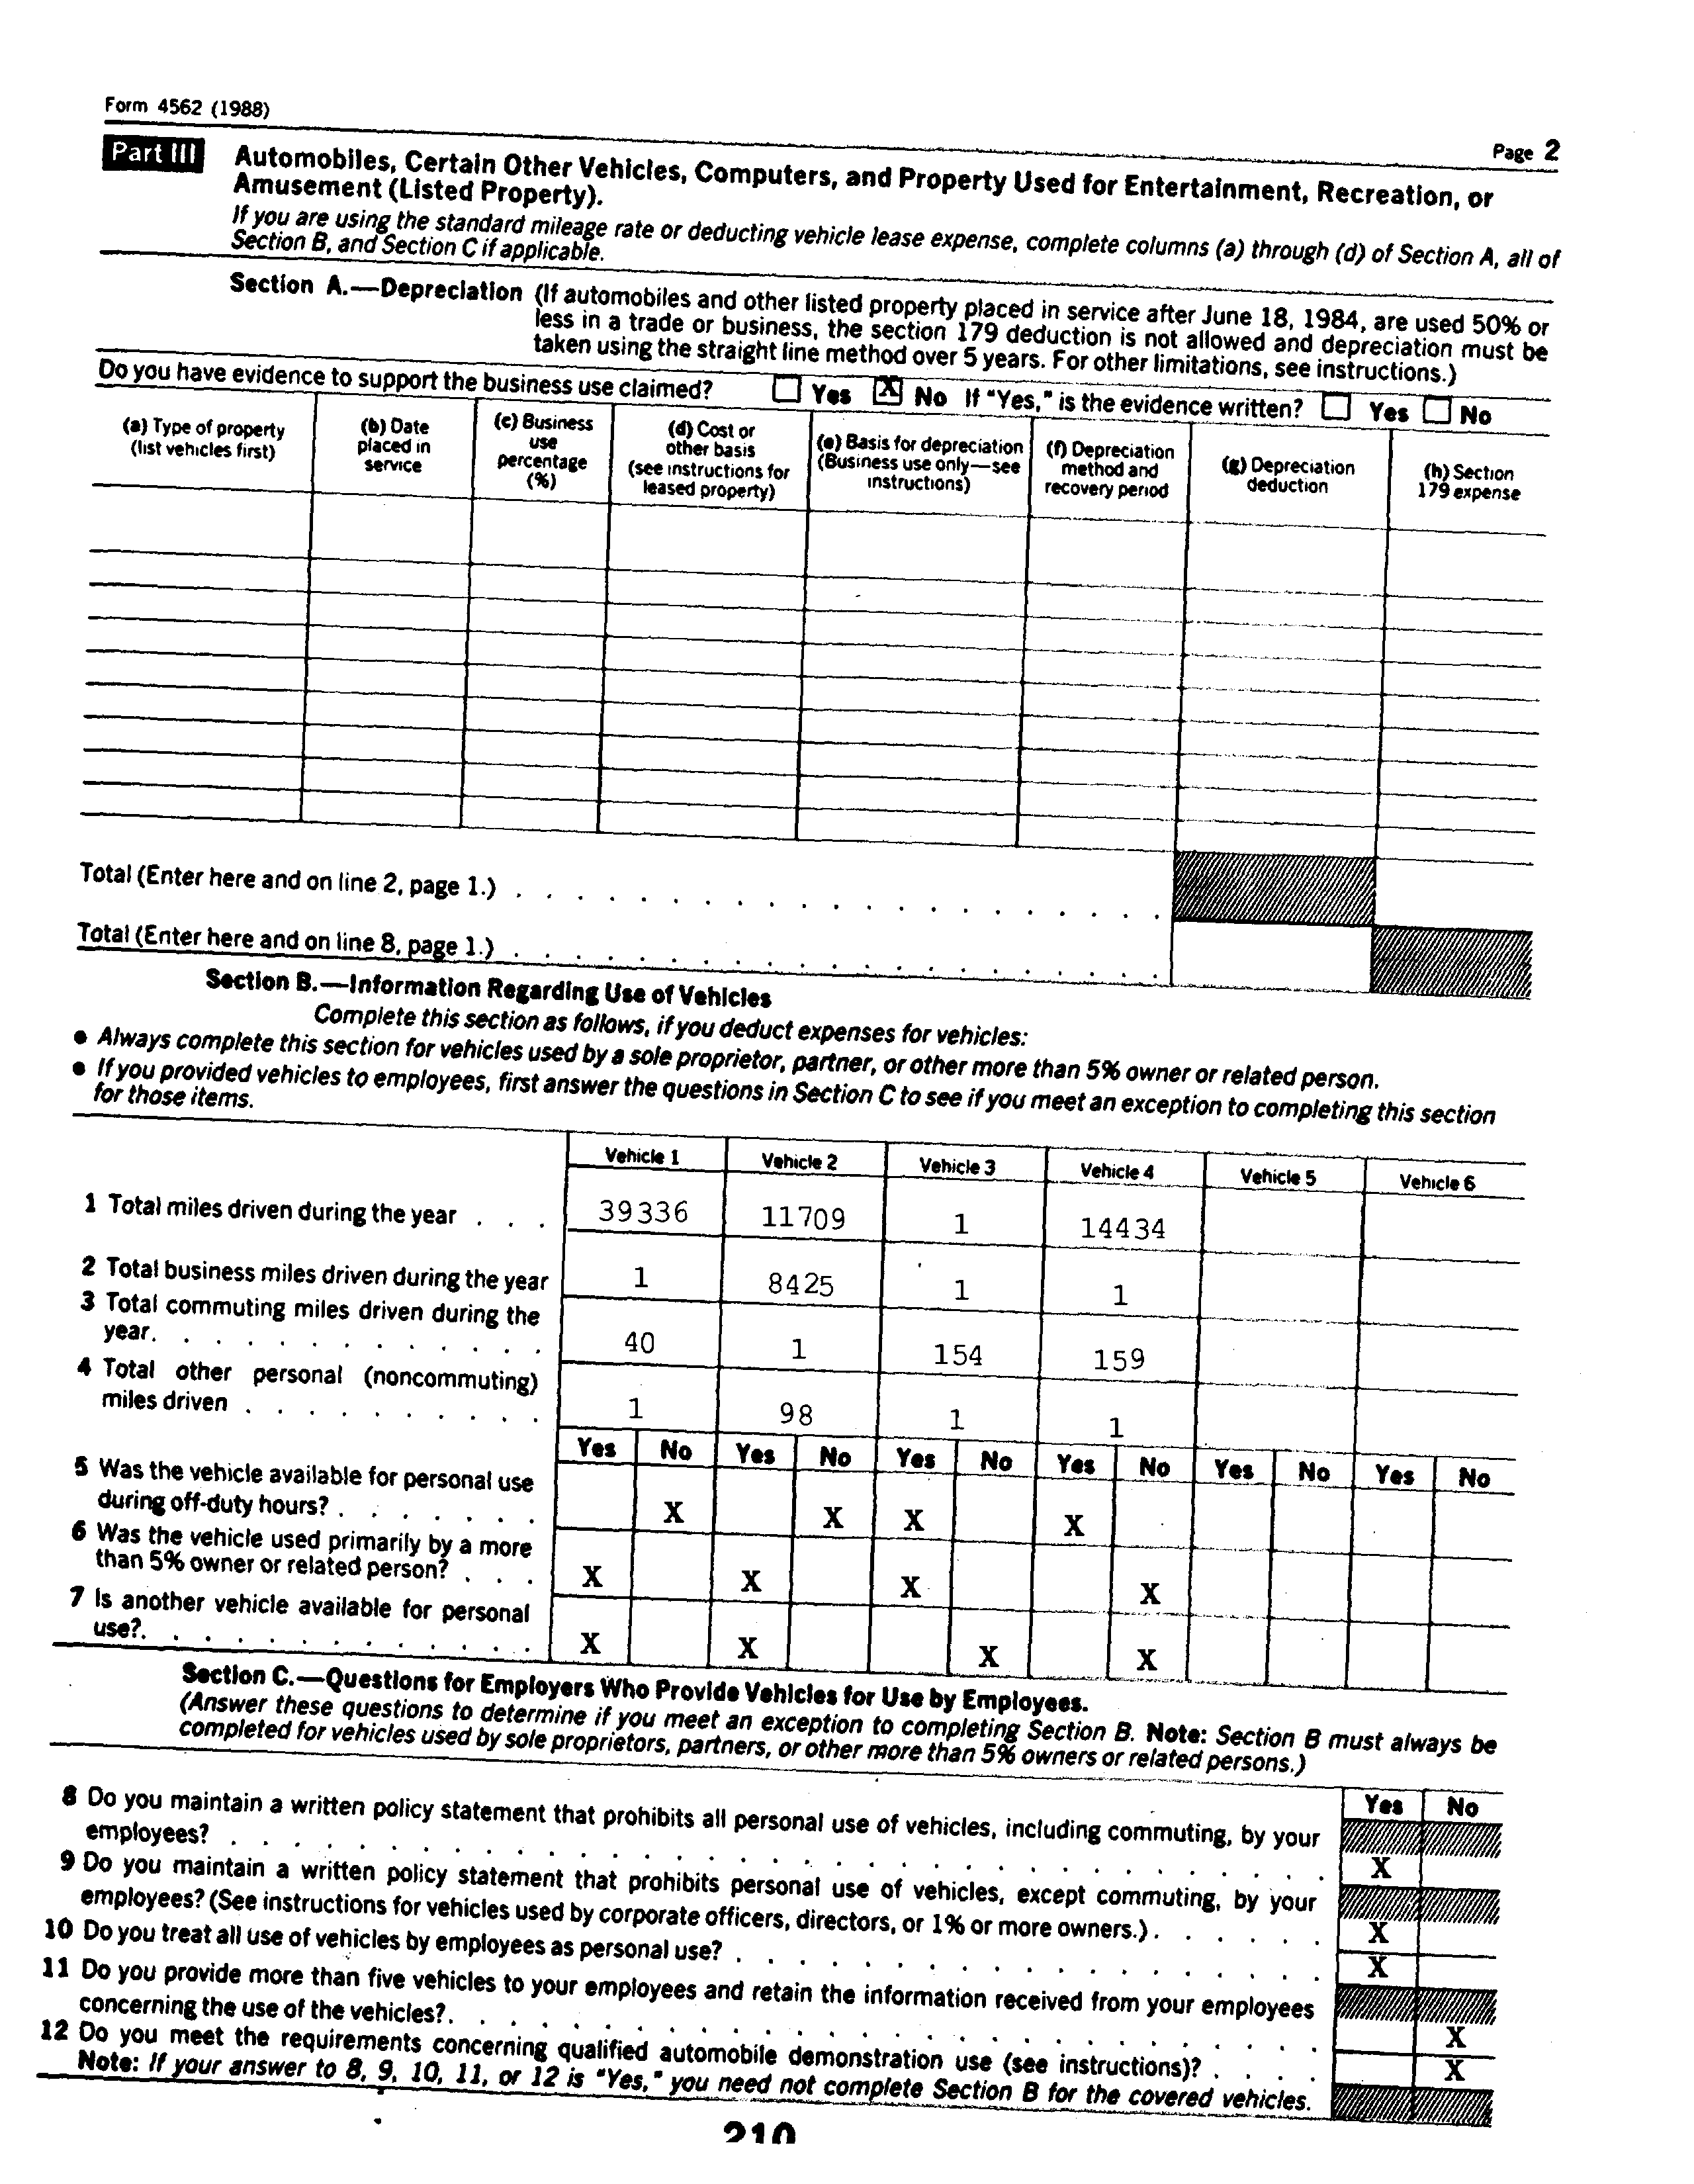 Form 4562 (1988)
Page 2
Part III
Automobiles, Certain Other Vehicles, Computers, and Property Used for Entertainment, Recreation, or
Amusement (Listed Property).
If you are using the standard mileage rate or deducting vehicle lease expense, complete columns (a) through (d) of Section A, all of
Section B, and Section C if applicable.
Section A.—Depreciation (If automobiles and other listed property placed in service after June 18, 1984, are used 50% or
less in a trade or business, the section 179 deduction is not allowed and depreciation must be
taken using the straight line method over 5 years. For other limitations, see instructions.)
Do you have evidence to support the business use claimed? Yes X No If "Yes," is the evidence written? Yes No
(a) Type of property
(list vehicles first)
(b) Date
placed in
service
(c) Business
use
percentage
(%)
(d) Cost or
other basis
(see instructions for
leased property)
(e) Basis for depreciation
(Business use only—see
instructions)
(f) Depreciation
method and
recovery period
(g) Depreciation
deduction
(h) Section
179 expense
Total (Enter here and on line 2, page 1.) . . . . . . . . . . . . . . . . . . . . .
Total (Enter here and on line 8, page 1.) . . . . . . . . . . . . . . . . . . . . .
Section B.—Information Regarding Use of Vehicles
Complete this section as follows, if you deduct expenses for vehicles:
● Always complete this section for vehicles used by a sole proprietor, partner, or other more than 5% owner or related person.
● If you provided vehicles to employees, first answer the questions in Section C to see if you meet an exception to completing this section
for those items.
Vehicle 1 Vehicle 2 Vehicle 3 Vehicle 4 Vehicle 5 Vehicle 6
1 Total miles driven during the year . . . 39336 11709 1 14434
2 Total business miles driven during the year 1 8425 1 1
3 Total commuting miles driven during the
year. . . . . . . . . . . . . 40 1 154 159
4 Total other personal (noncommuting)
miles driven . . . . . . . . . . 1 98 1 1
Yes No Yes No Yes No Yes No Yes No Yes No
5 Was the vehicle available for personal use
during off-duty hours? . . . . . . . X X X X
6 Was the vehicle used primarily by a more
than 5% owner or related person? . . . X X X X
7 Is another vehicle available for personal
use?. . . . . . . . . . . . . X X X X
Section C.—Questions for Employers Who Provide Vehicles for Use by Employees.
(Answer these questions to determine if you meet an exception to completing Section B. Note: Section B must always be
completed for vehicles used by sole proprietors, partners, or other more than 5% owners or related persons.)
Yes No
8 Do you maintain a written policy statement that prohibits all personal use of vehicles, including commuting, by your
employees? . . . . . . . . . . . . . . . . . . . . . . . . . . . . . . X
9 Do you maintain a written policy statement that prohibits personal use of vehicles, except commuting, by your
employees? (See instructions for vehicles used by corporate officers, directors, or 1% or more owners.) . . . . . . X
10 Do you treat all use of vehicles by employees as personal use? . . . . . . . . . . . . . . . . . . . X
11 Do you provide more than five vehicles to your employees and retain the information received from your employees
concerning the use of the vehicles?. . . . . . . . . . . . . . . . . . . . . . . . . . . X
12 Do you meet the requirements concerning qualified automobile demonstration use (see instructions)? . . . . X
Note: If your answer to 8, 9, 10, 11, or 12 is "Yes," you need not complete Section B for the covered vehicles.
210